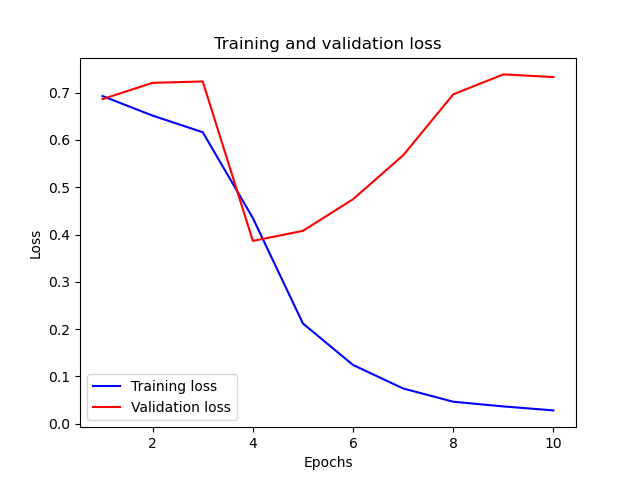 Training and validation loss
Loss
0.7
0.6
0.5
0.4
0.3
0.2
0.1
0.0
Training loss
Validation loss
2 4 6 8 10
Epochs